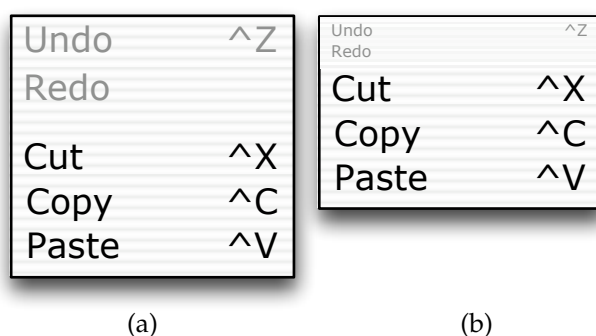 Undo ^Z
Redo
Cut ^X
Copy ^C
Paste ^V
(a)
Undo ^Z
Redo
Cut ^X
Copy ^C
Paste ^V
(b)